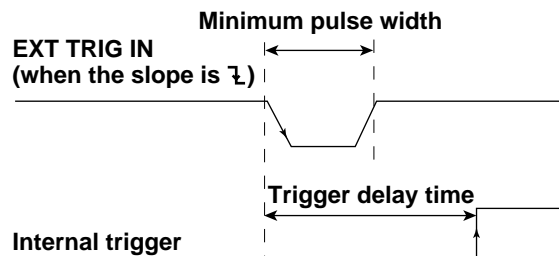 Minimum pulse width
EXT TRIG IN
(when the slope is ↴)
Trigger delay time
Internal trigger